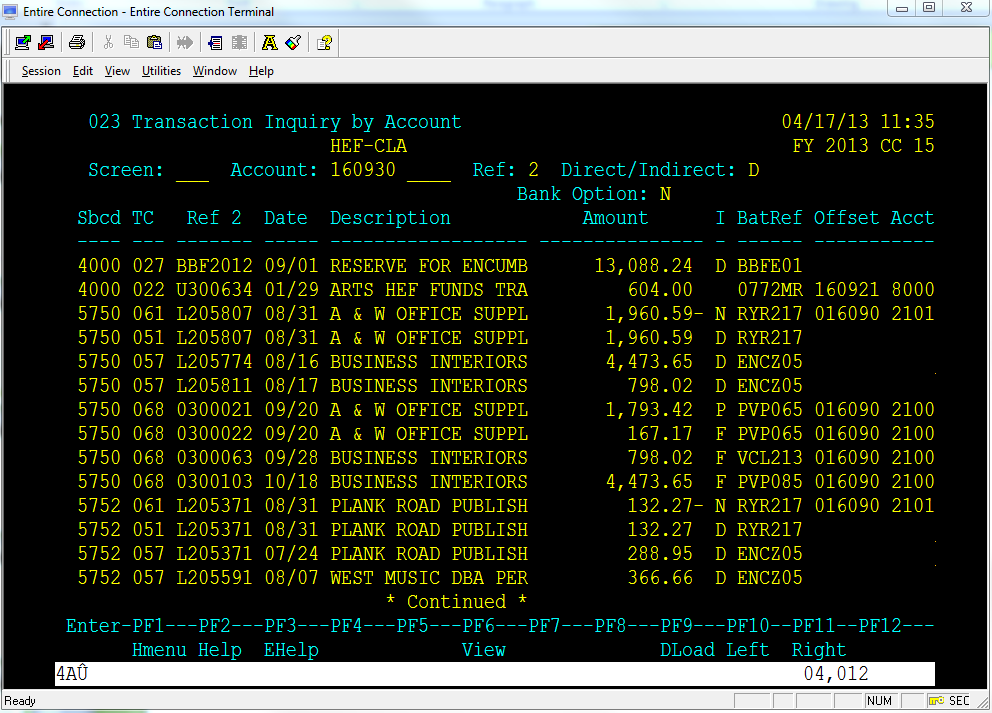 Entire Connection - Entire Connection Terminal
Session Edit View Utilities Window Help
023 Transaction Inquiry by Account 04/17/13 11:35
HEF-CLA FY 2013 CC 15
Screen: ___ Account: 160930 ____ Ref: 2 Direct/Indirect: D
Bank Option: N
Sbcd TC Ref 2 Date Description Amount I BatRef Offset Acct
---- --- ------- ----- ------------------ --------------- - ------ -----------
4000 027 BBF2012 09/01 RESERVE FOR ENCUMB 13,088.24 D BBFE01
4000 022 U300634 01/29 ARTS HEF FUNDS TRA 604.00 0772MR 160921 8000
5750 061 L205807 08/31 A & W OFFICE SUPPL 1,960.59- N RYR217 016090 2101
5750 051 L205807 08/31 A & W OFFICE SUPPL 1,960.59 D RYR217
5750 057 L205774 08/16 BUSINESS INTERIORS 4,473.65 D ENCZ05
5750 057 L205811 08/17 BUSINESS INTERIORS 798.02 D ENCZ05
5750 068 0300021 09/20 A & W OFFICE SUPPL 1,793.42 P PVP065 016090 2100
5750 068 0300022 09/20 A & W OFFICE SUPPL 167.17 F PVP065 016090 2100
5750 068 0300063 09/28 BUSINESS INTERIORS 798.02 F VCL213 016090 2100
5750 068 0300103 10/18 BUSINESS INTERIORS 4,473.65 F PVP085 016090 2100
5752 061 L205371 08/31 PLANK ROAD PUBLISH 132.27- N RYR217 016090 2101
5752 051 L205371 08/31 PLANK ROAD PUBLISH 132.27 D RYR217
5752 057 L205371 07/24 PLANK ROAD PUBLISH 288.95 D ENCZ05
5752 057 L205591 08/07 WEST MUSIC DBA PER 366.66 D ENCZ05
* Continued *
Enter-PF1---PF2---PF3---PF4---PF5---PF6---PF7---PF8---PF9---PF10--PF11--PF12---
Hmenu Help EHelp View DLoad Left Right
4AÛ 04,012
Ready NUM SEC